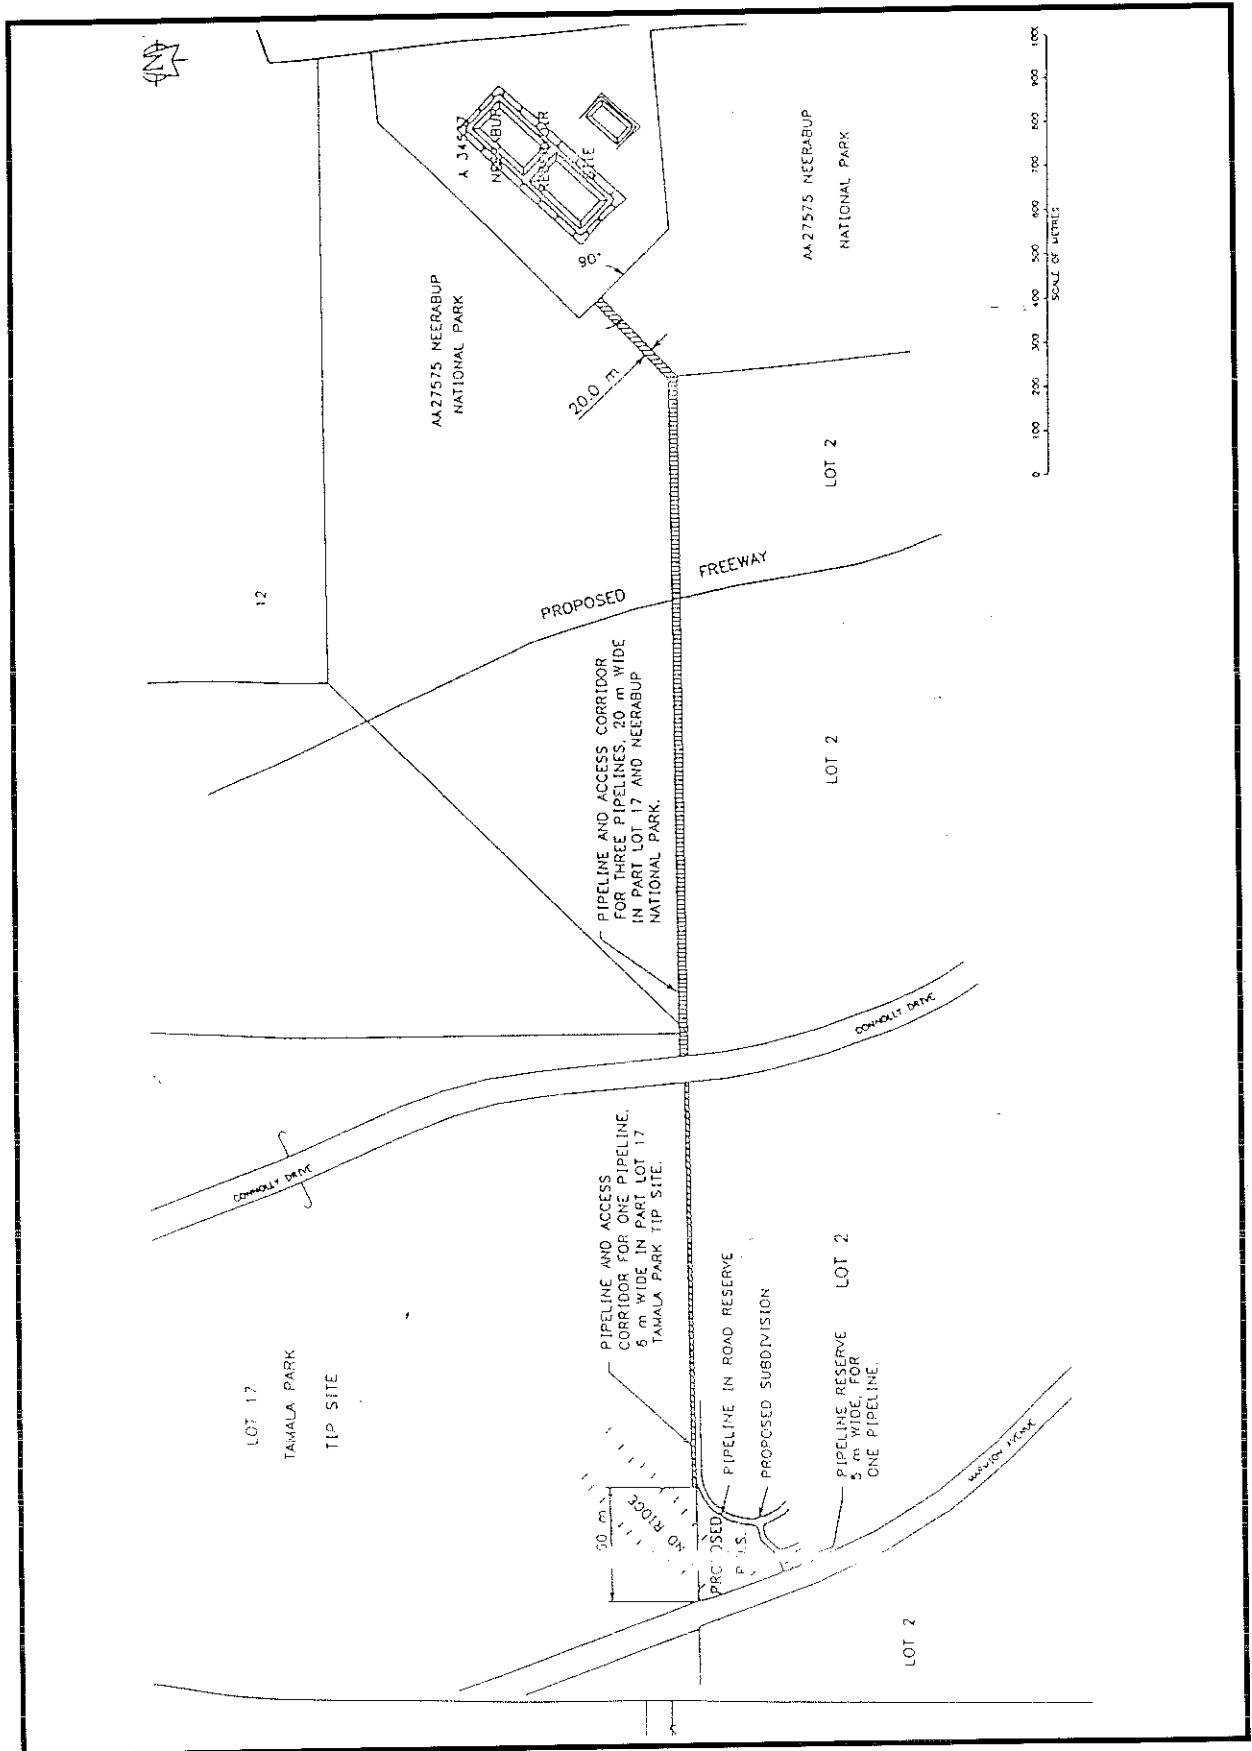 N
A 34537
NEERABUP
RESERVOIR
SITE
90°
20.0 m
AA27575 NEERABUP
NATIONAL PARK
AA27575 NEERABUP
NATIONAL PARK
0 100 200 300 400 500 600 700 800 900 1000
SCALE OF METRES
LOT 2
12
PROPOSED FREEWAY
PIPELINE AND ACCESS CORRIDOR
FOR THREE PIPELINES, 20 m WIDE
IN PART LOT 17 AND NEERABUP
NATIONAL PARK.
LOT 2
CONNOLLY DRIVE
CONNOLLY DRIVE
PIPELINE AND ACCESS
CORRIDOR FOR ONE PIPELINE,
5 m WIDE IN PART LOT 17
TAMALA PARK TIP SITE.
LOT 17
TAMALA PARK
TIP SITE
RIDGE
PROPOSED
PIPELINE IN ROAD RESERVE
PROPOSED SUBDIVISION
PIPELINE RESERVE
5 m WIDE, FOR
ONE PIPELINE.
LOT 2
MARMION AVENUE
LOT 2